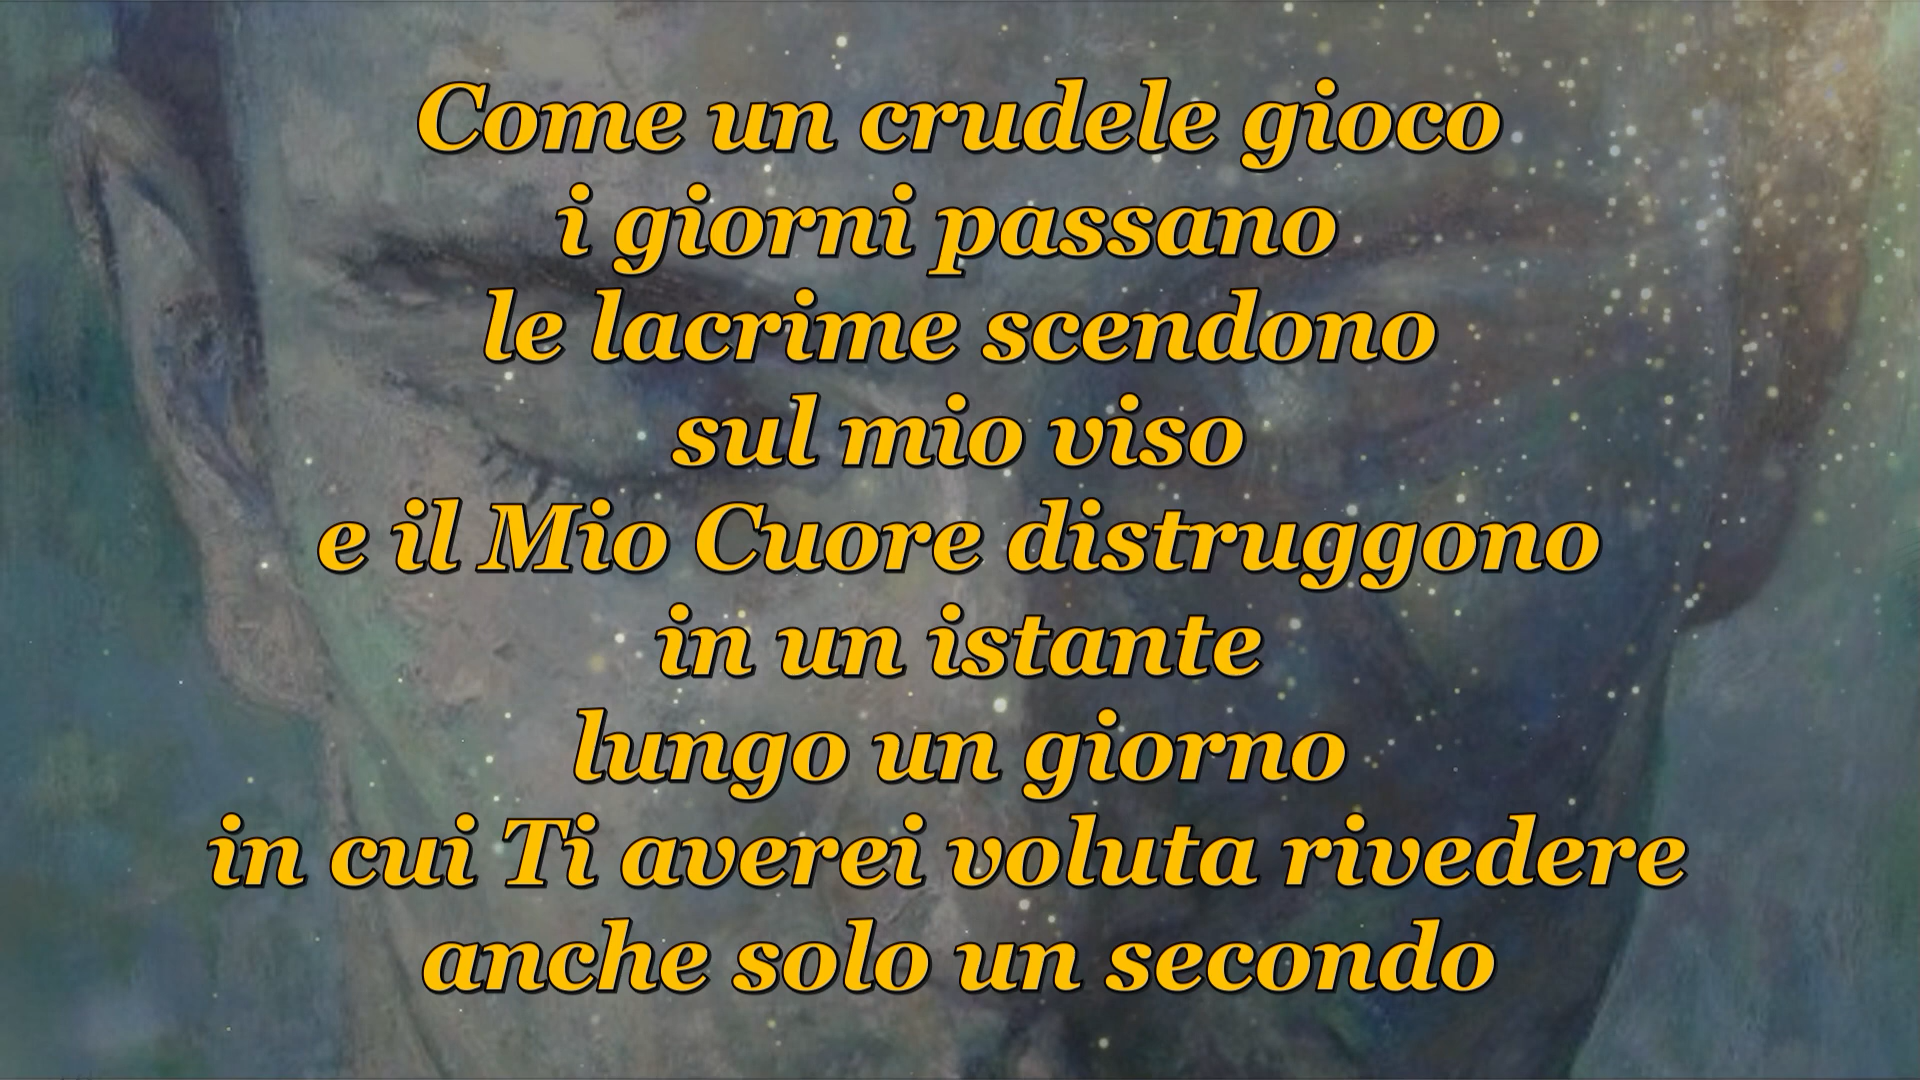 Come un crudele gioco
i giorni passano
le lacrime scendono
sul mio viso
e il Mio Cuore distruggono
in un istante
lungo un giorno
in cui Ti averei voluta rivedere
anche solo un secondo